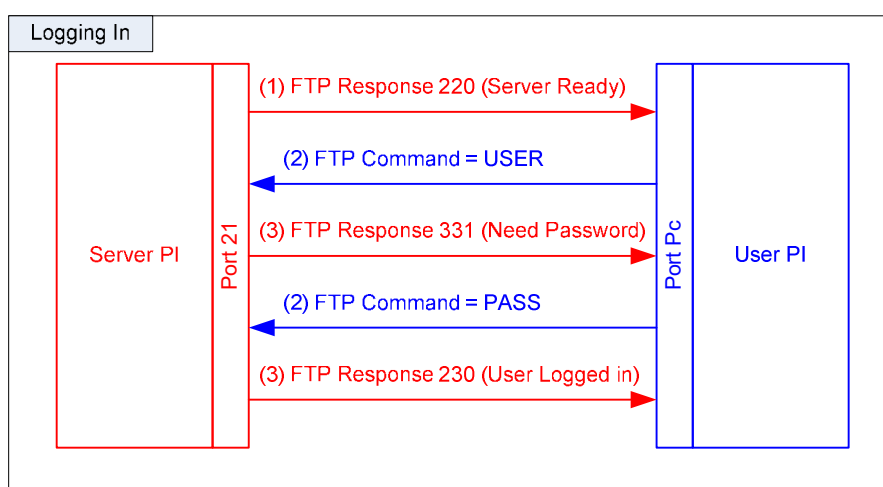 Logging In
(1) FTP Response 220 (Server Ready)
(2) FTP Command = USER
(3) FTP Response 331 (Need Password)
Server PI
Port 21
Port Pc
User PI
(2) FTP Command = PASS
(3) FTP Response 230 (User Logged in)